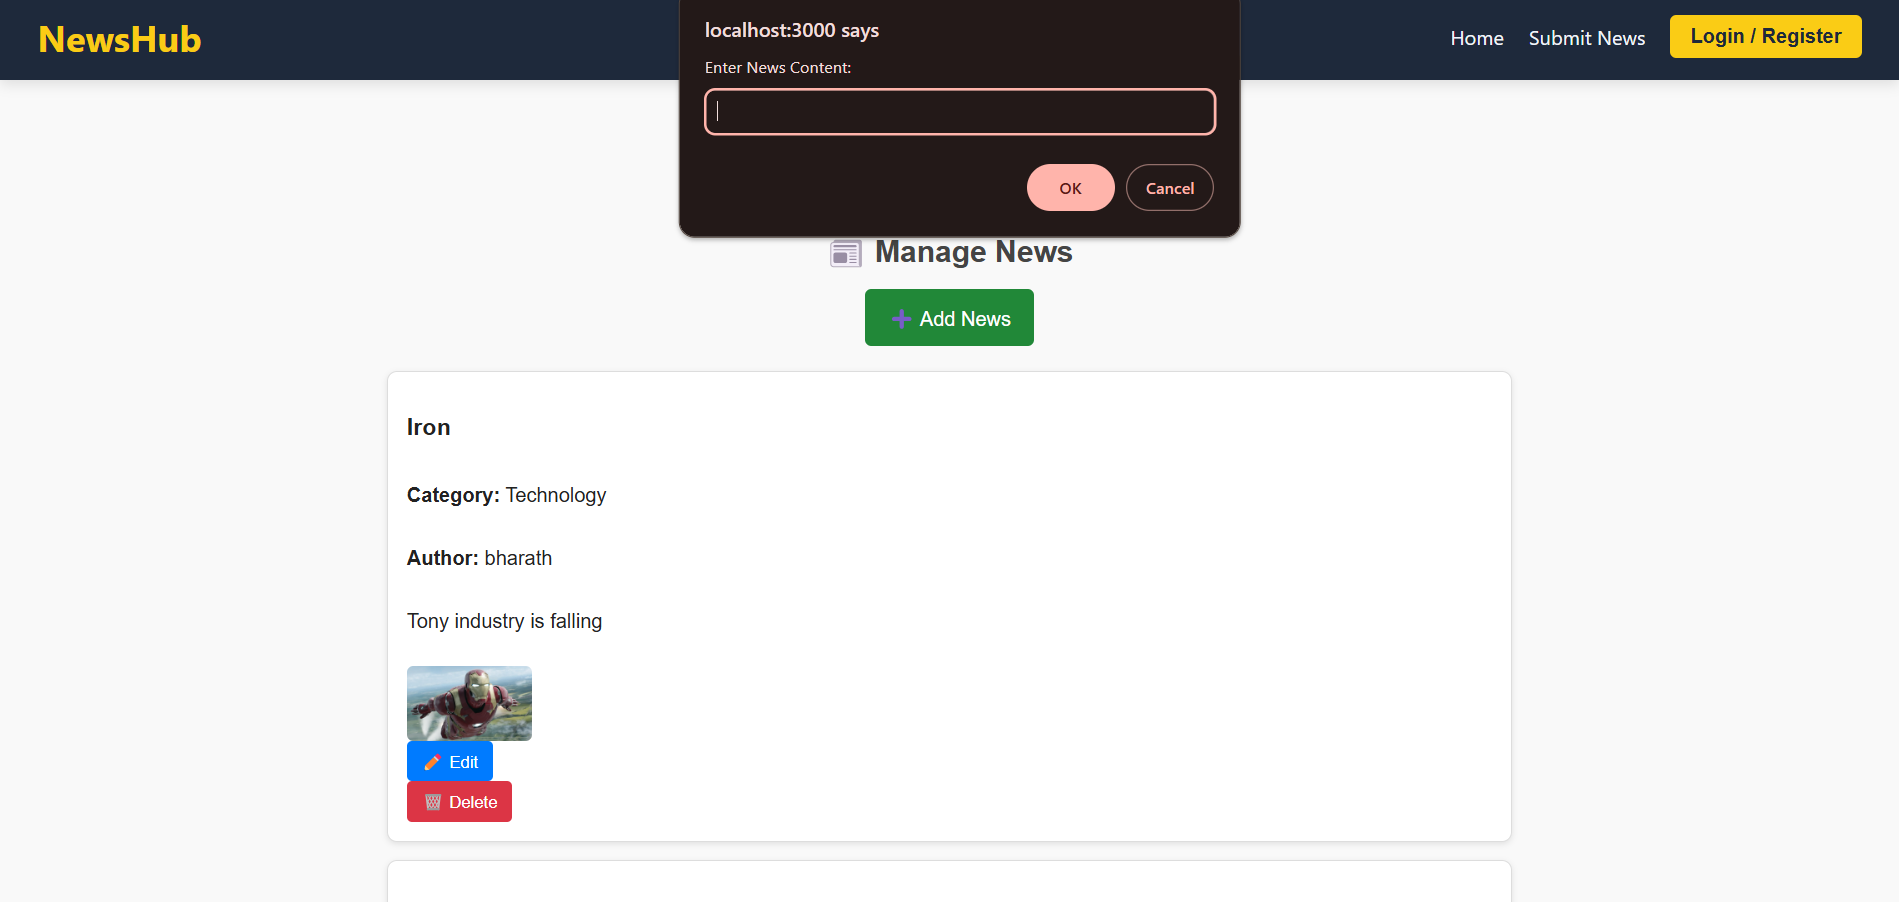 NewsHub
Home
Submit News
Login / Register
localhost:3000 says
Enter News Content:
OK
Cancel
Manage News
Add News
Iron
Category: Technology
Author: bharath
Tony industry is falling
Edit
Delete